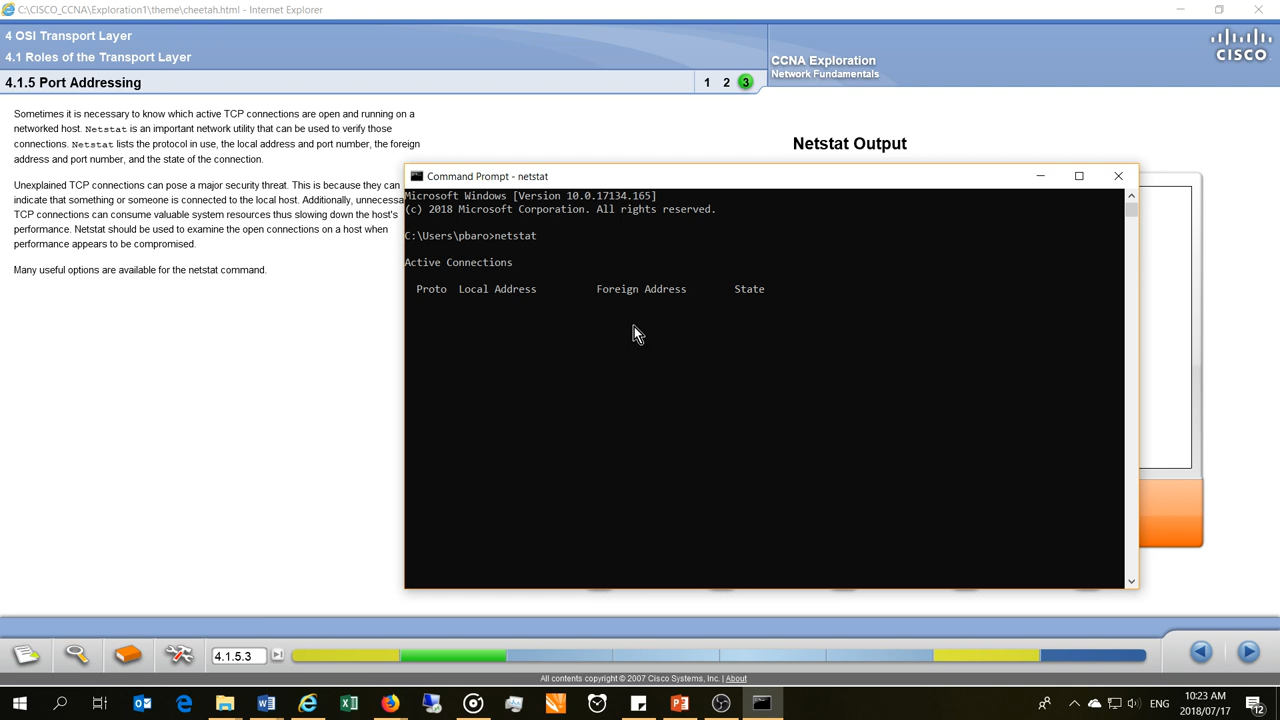 C:\CISCO_CCNA\Exploration1\theme\cheetah.html - Internet Explorer
4 OSI Transport Layer
4.1 Roles of the Transport Layer
4.1.5 Port Addressing
1 2 3
CCNA Exploration
Network Fundamentals
CISCO
Sometimes it is necessary to know which active TCP connections are open and running on a
networked host. Netstat is an important network utility that can be used to verify those
connections. Netstat lists the protocol in use, the local address and port number, the foreign
address and port number, and the state of the connection.
Unexplained TCP connections can pose a major security threat. This is because they can
indicate that something or someone is connected to the local host. Additionally, unnecessa
TCP connections can consume valuable system resources thus slowing down the host's
performance. Netstat should be used to examine the open connections on a host when
performance appears to be compromised.
Many useful options are available for the netstat command.
Netstat Output
Command Prompt - netstat
Microsoft Windows [Version 10.0.17134.165]
(c) 2018 Microsoft Corporation. All rights reserved.
C:\Users\pbaro>netstat
Active Connections
Proto Local Address Foreign Address State
4.1.5.3
All contents copyright © 2007 Cisco Systems, Inc. | About
ENG
10:23 AM
2018/07/17
12